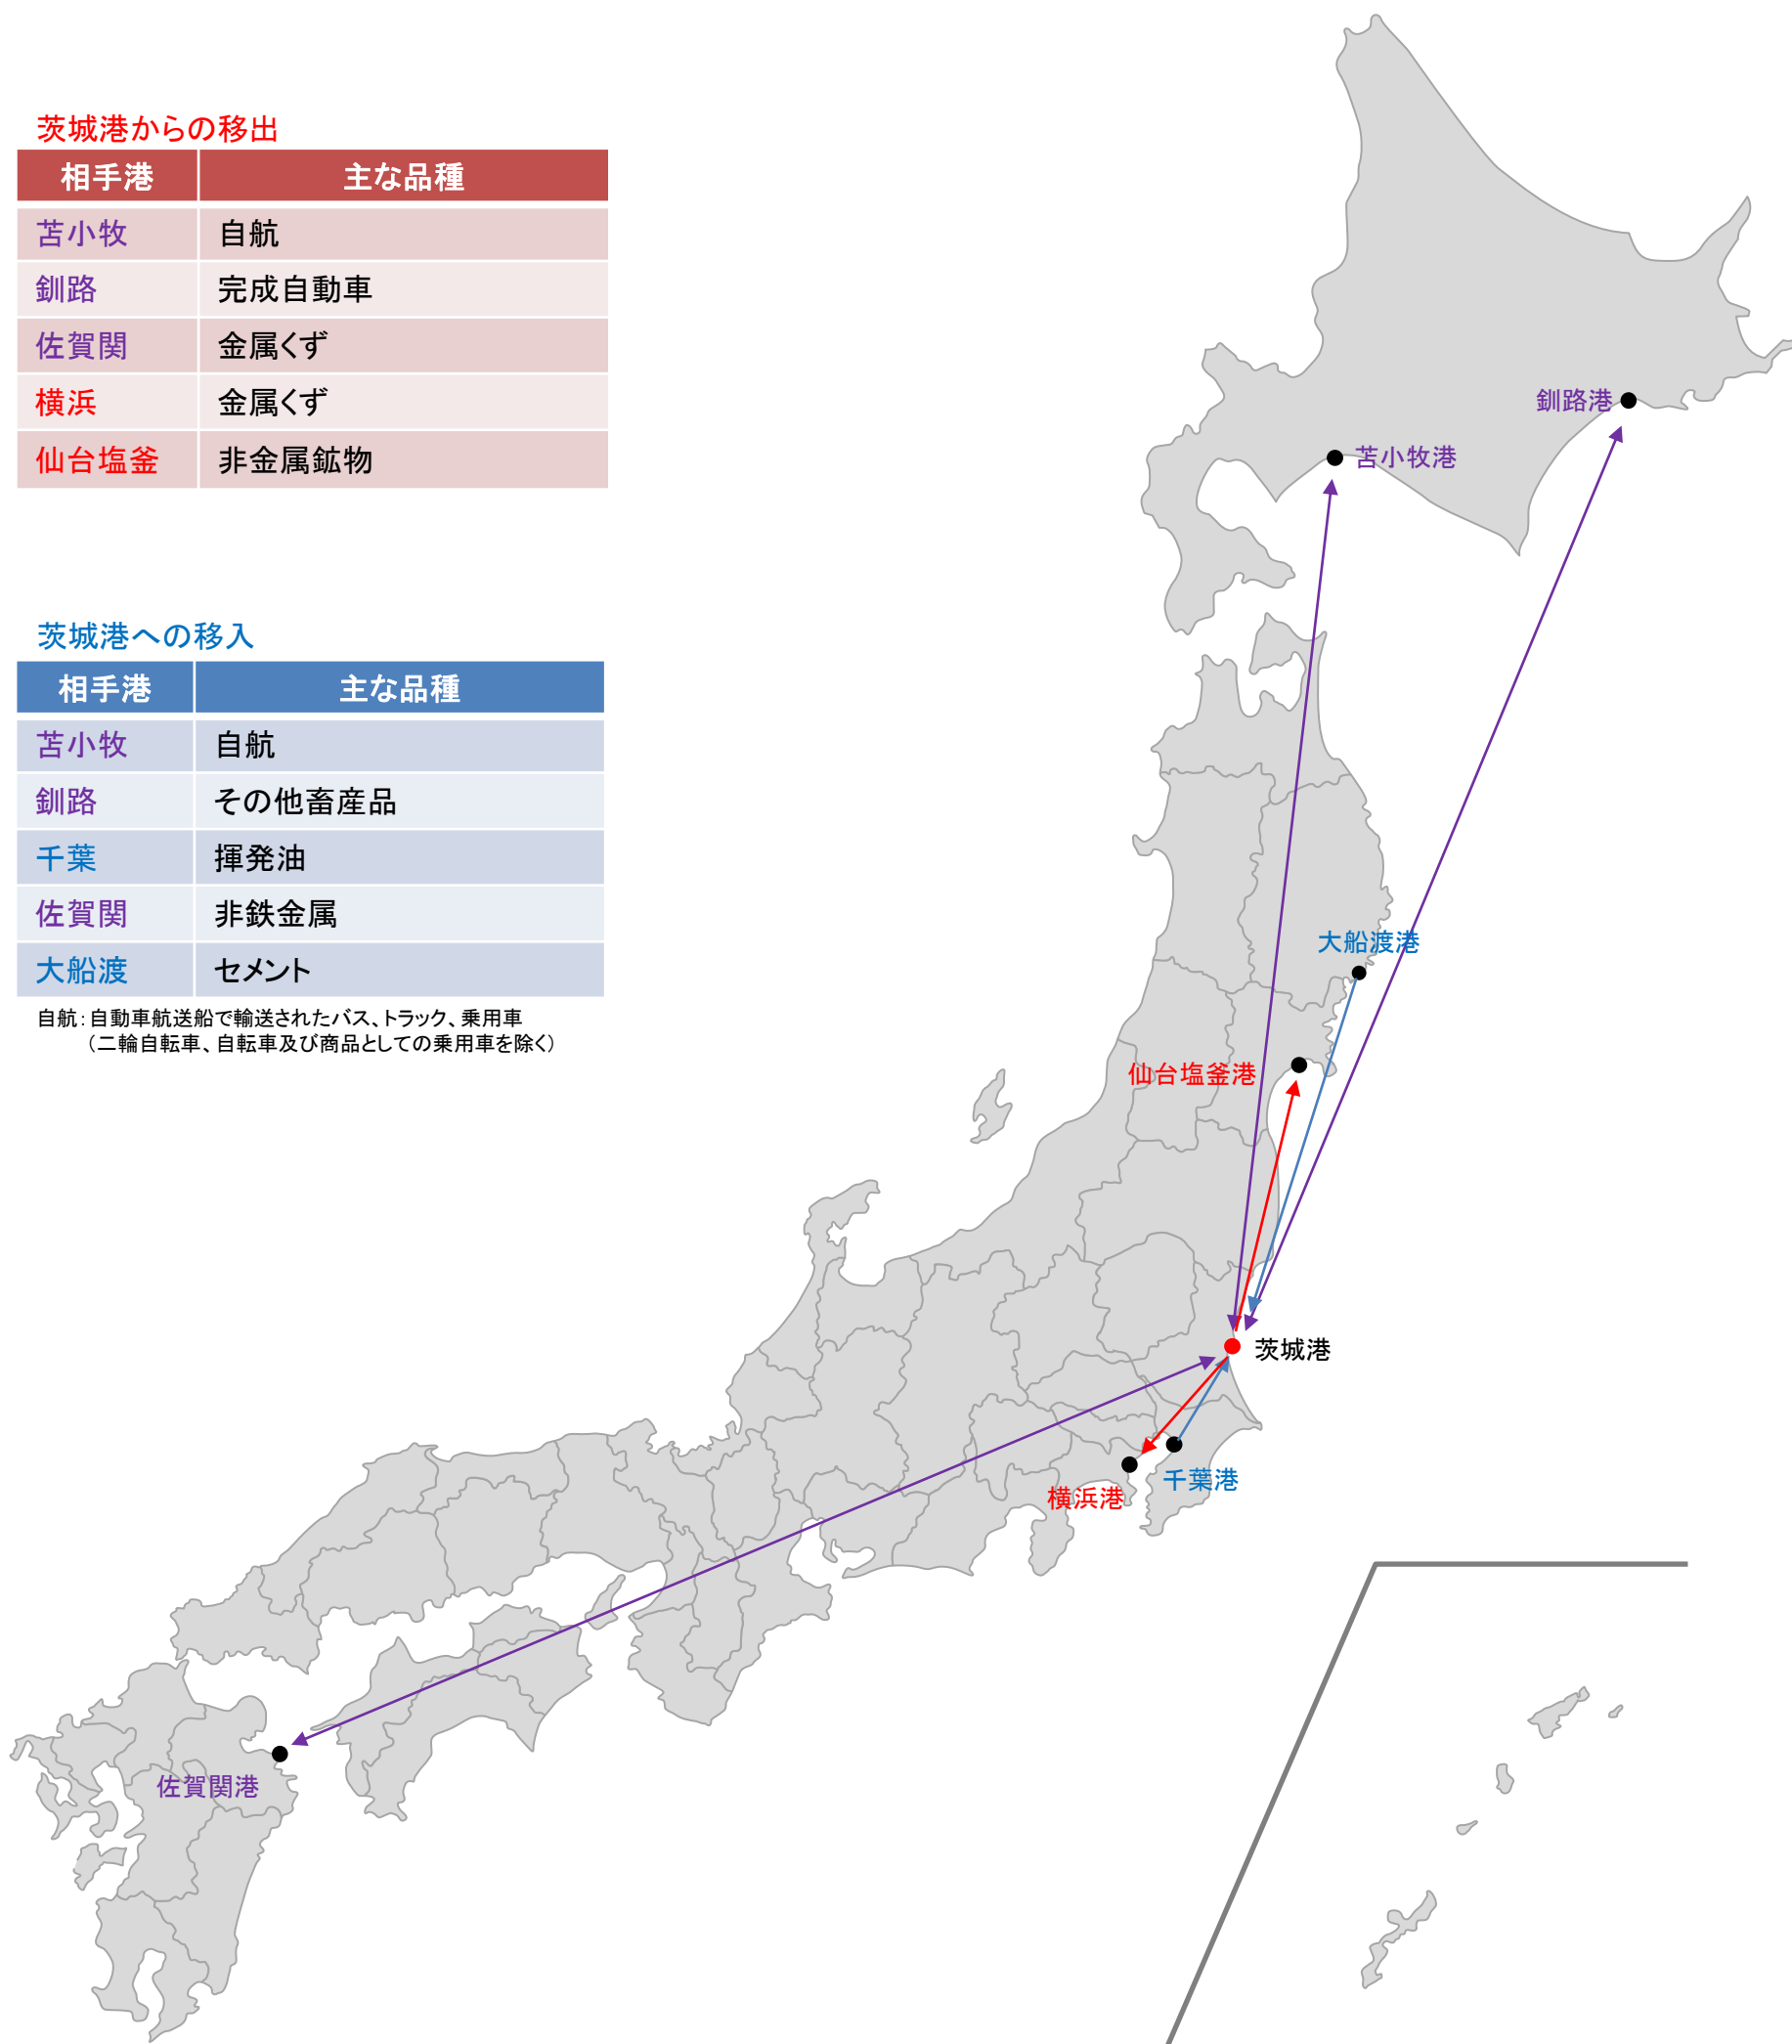 茨城港からの移出
相手港 主な品種
苫小牧 自航
釧路 完成自動車
佐賀関 金属くず
横浜 金属くず
仙台塩釜 非金属鉱物
茨城港への移入
相手港 主な品種
苫小牧 自航
釧路 その他畜産品
千葉 揮発油
佐賀関 非鉄金属
大船渡 セメント
自航：自動車航送船で輸送されたバス、トラック、乗用車
（二輪自転車、自転車及び商品としての乗用車を除く）
釧路港
苫小牧港
大船渡港
仙台塩釜港
茨城港
千葉港
横浜港
佐賀関港